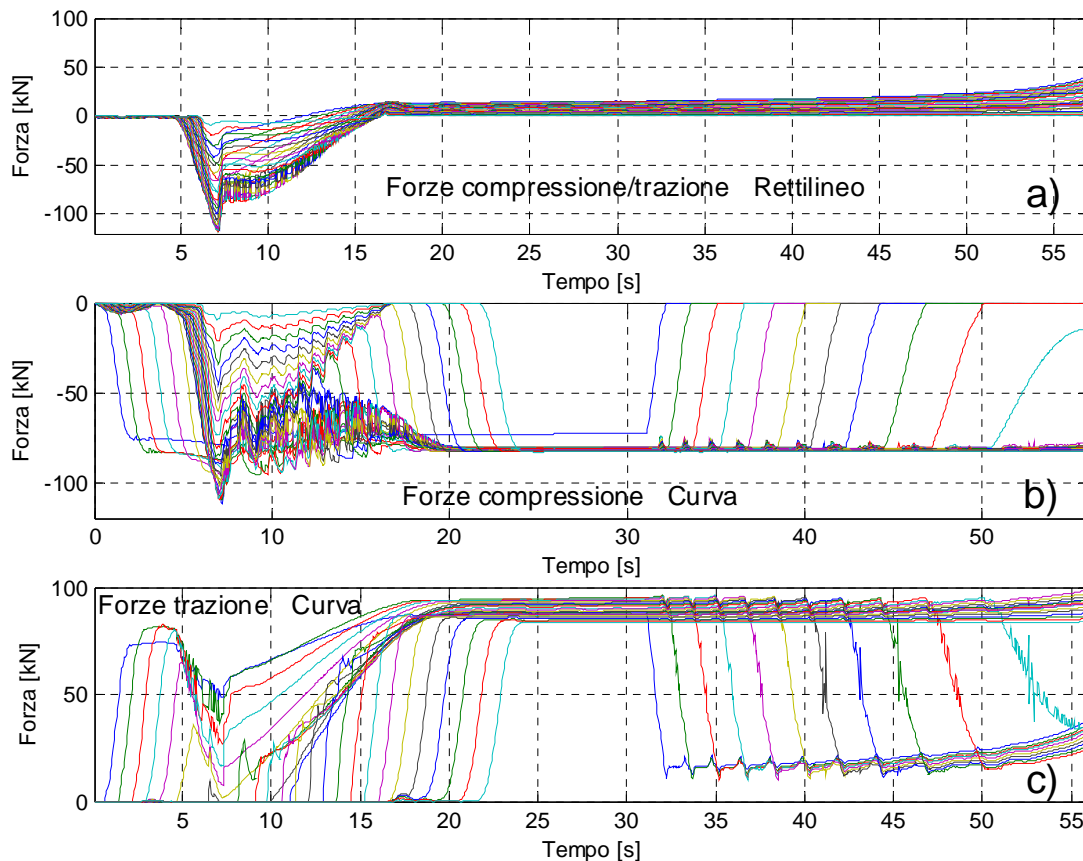 100
50
0
-50
-100
Forza [kN]
Forze compressione/trazione Rettilineo
a)
5 10 15 20 25 30 35 40 45 50 55
Tempo [s]
0
-50
-100
Forza [kN]
Forze compressione Curva
b)
0 5 10 15 20 30 40 50
Tempo [s]
100
50
0
Forza [kN]
Forze trazione Curva
c)
5 10 15 20 25 30 35 40 45 50 55
Tempo [s]